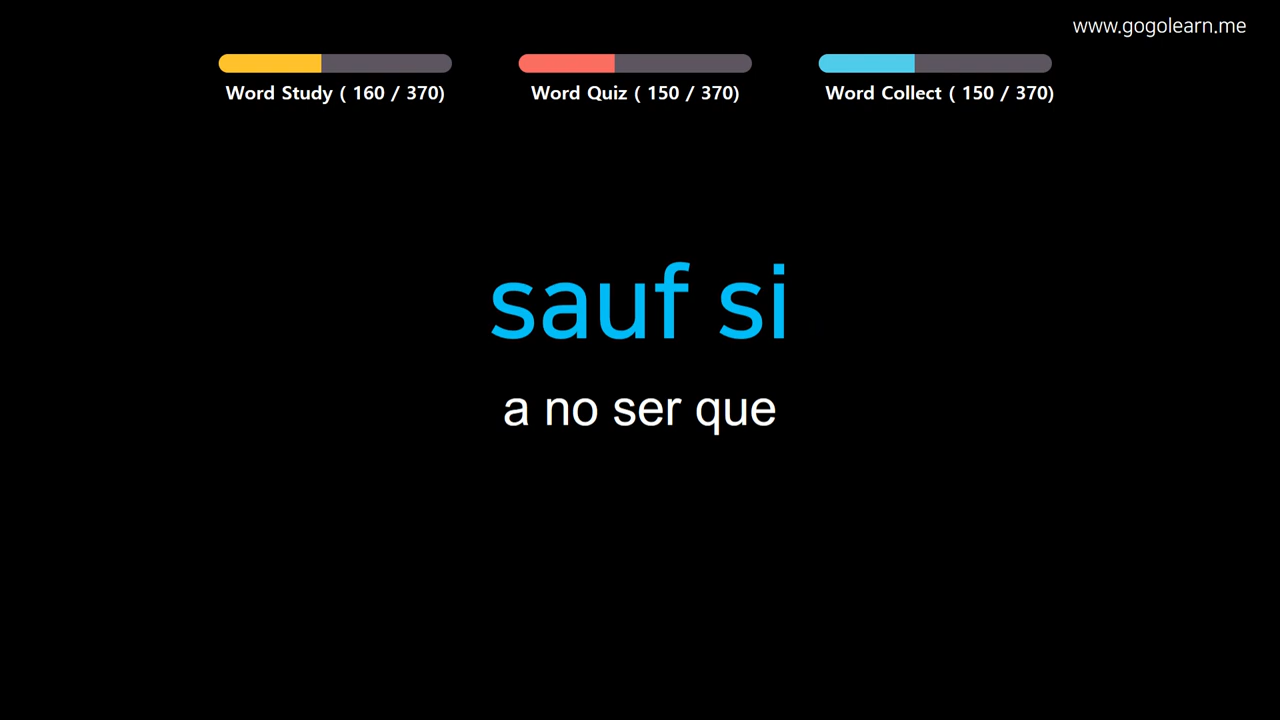 www.gogolearn.me
Word Study ( 160 / 370)
Word Quiz ( 150 / 370)
Word Collect ( 150 / 370)
sauf si
a no ser que